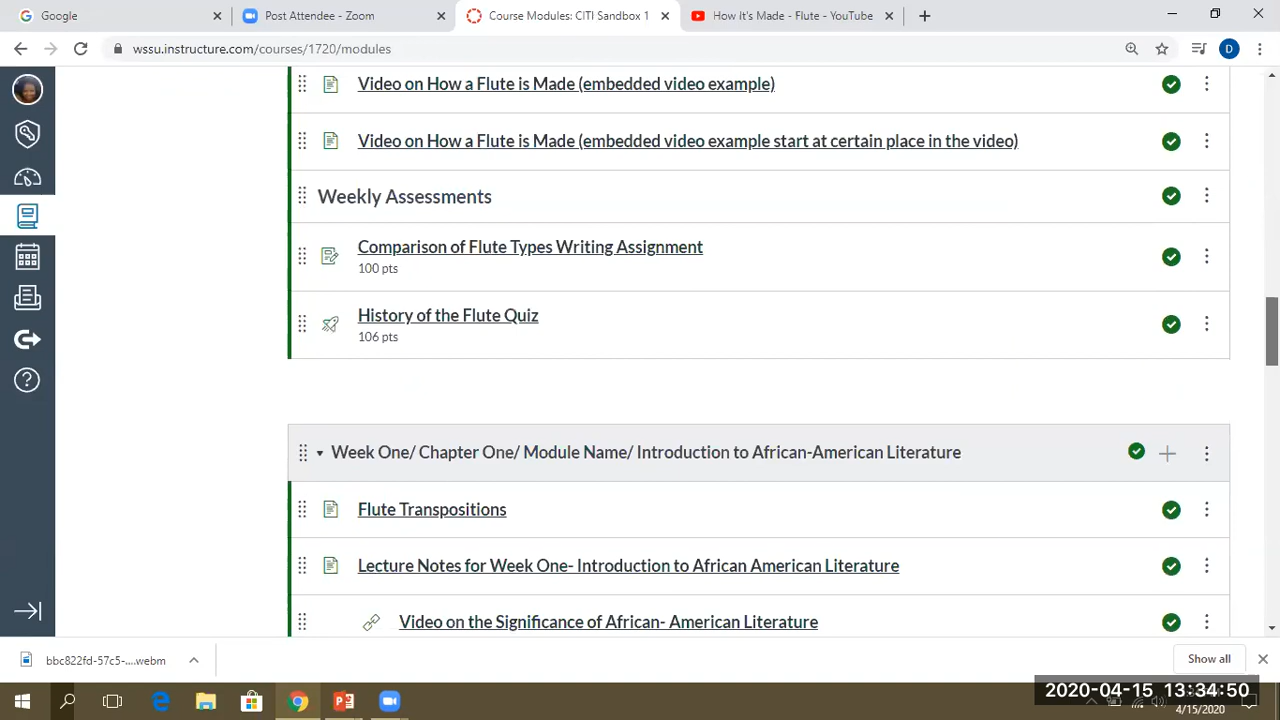 Google
Post Attendee - Zoom
Course Modules: CITI Sandbox 1
How it's Made - Flute - YouTube
wssu.instructure.com/courses/1720/modules
D
Video on How a Flute is Made (embedded video example)
Video on How a Flute is Made (embedded video example start at certain place in the video)
Weekly Assessments
Comparison of Flute Types Writing Assignment
100 pts
History of the Flute Quiz
106 pts
Week One/ Chapter One/ Module Name/ Introduction to African-American Literature
Flute Transpositions
Lecture Notes for Week One- Introduction to African American Literature
Video on the Significance of African- American Literature
bbc822fd-57c5-....webm
Show all
2020-04-15 13:34:50
4/15/2020